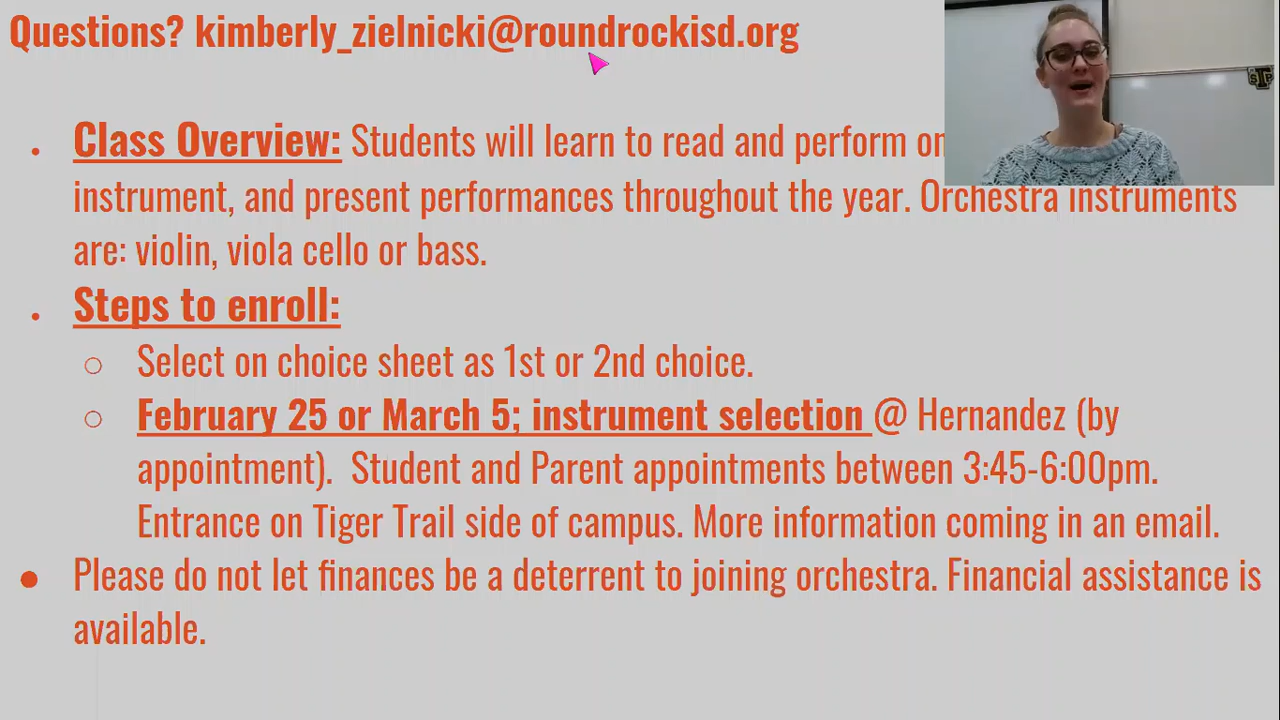 Questions? kimberly_zielnicki@roundrockisd.org
Class Overview: Students will learn to read and perform on
instrument, and present performances throughout the year. Orchestra instruments
are: violin, viola cello or bass.
Steps to enroll:
Select on choice sheet as 1st or 2nd choice.
February 25 or March 5; instrument selection @ Hernandez (by
appointment). Student and Parent appointments between 3:45-6:00pm.
Entrance on Tiger Trail side of campus. More information coming in an email.
Please do not let finances be a deterrent to joining orchestra. Financial assistance is
available.